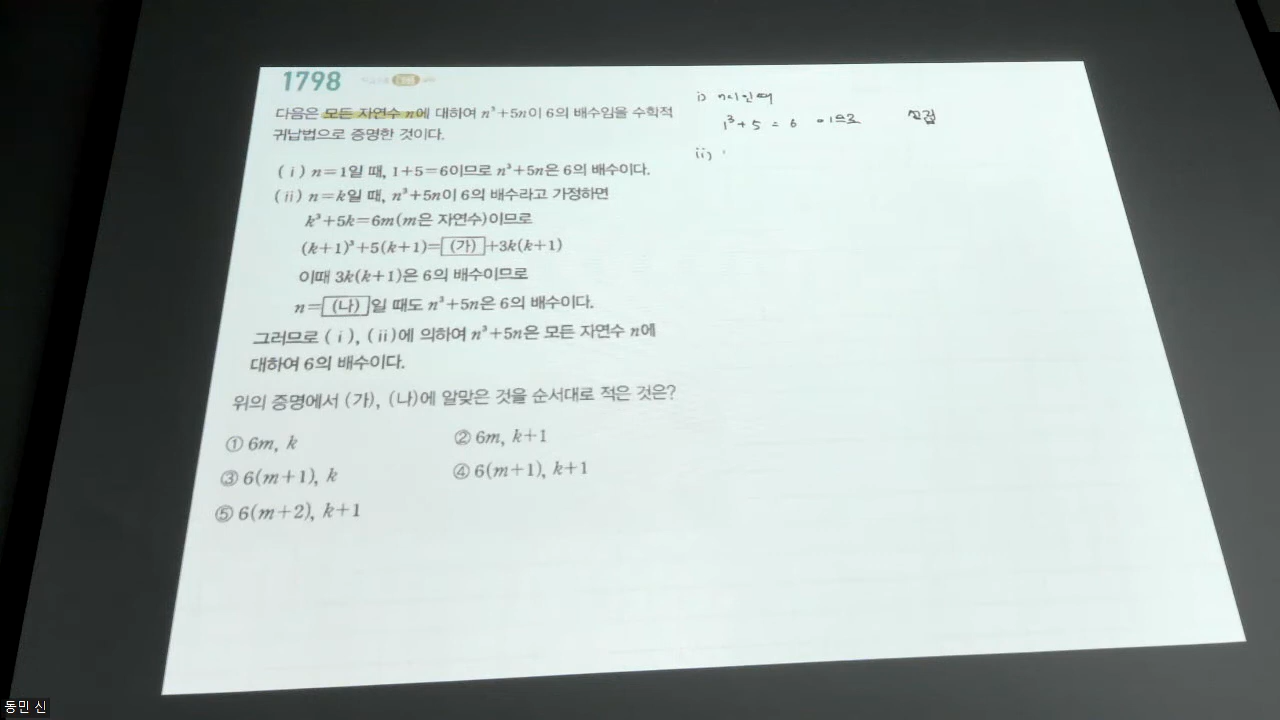 1798
다음은 모든 자연수 n에 대하여 n³+5n이 6의 배수임을 수학적
귀납법으로 증명한 것이다.
(ⅰ) n=1일 때, 1+5=6이므로 n³+5n은 6의 배수이다.
(ⅱ) n=k일 때, n³+5n이 6의 배수라고 가정하면
k³+5k=6m(m은 자연수)이므로
(k+1)³+5(k+1)=(가)+3k(k+1)
이때 3k(k+1)은 6의 배수이므로
n=(나)일 때도 n³+5n은 6의 배수이다.
그러므로 (ⅰ), (ⅱ)에 의하여 n³+5n은 모든 자연수 n에
대하여 6의 배수이다.
위의 증명에서 (가), (나)에 알맞은 것을 순서대로 적은 것은?
① 6m, k ② 6m, k+1
③ 6(m+1), k ④ 6(m+1), k+1
⑤ 6(m+2), k+1
i) n=1일 때
1³+5=6 이므로 성립
ii)
동민 신